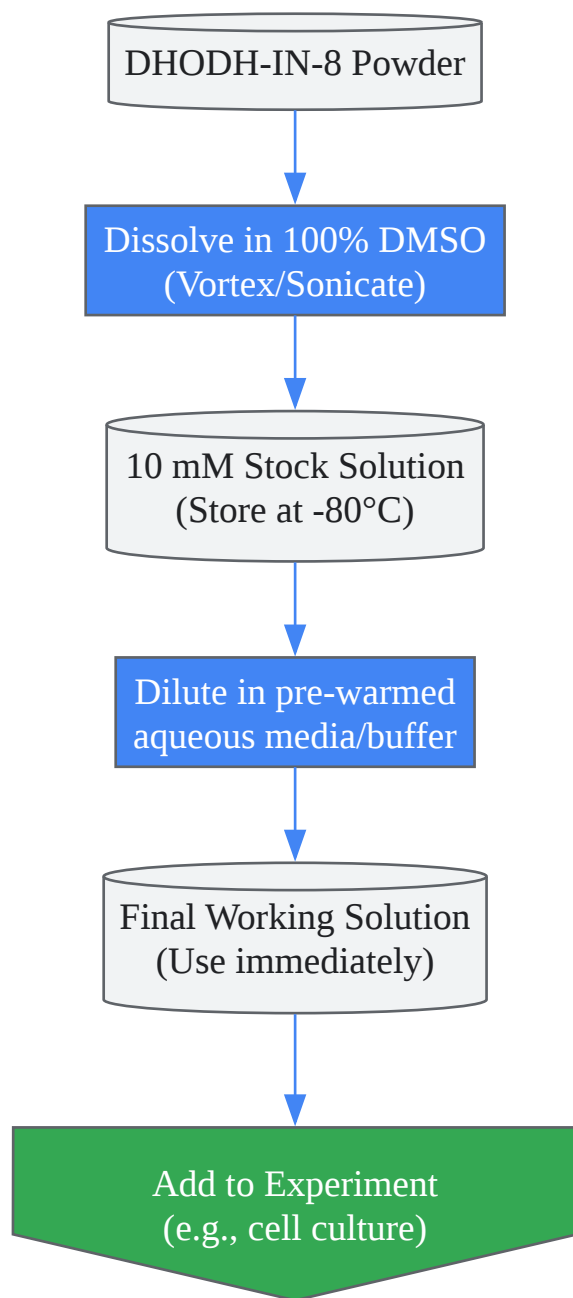 DHODH-IN-8 Powder
Dissolve in 100% DMSO
(Vortex/Sonicate)
10 mM Stock Solution
(Store at -80°C)
Dilute in pre-warmed
aqueous media/buffer
Final Working Solution
(Use immediately)
Add to Experiment
(e.g., cell culture)